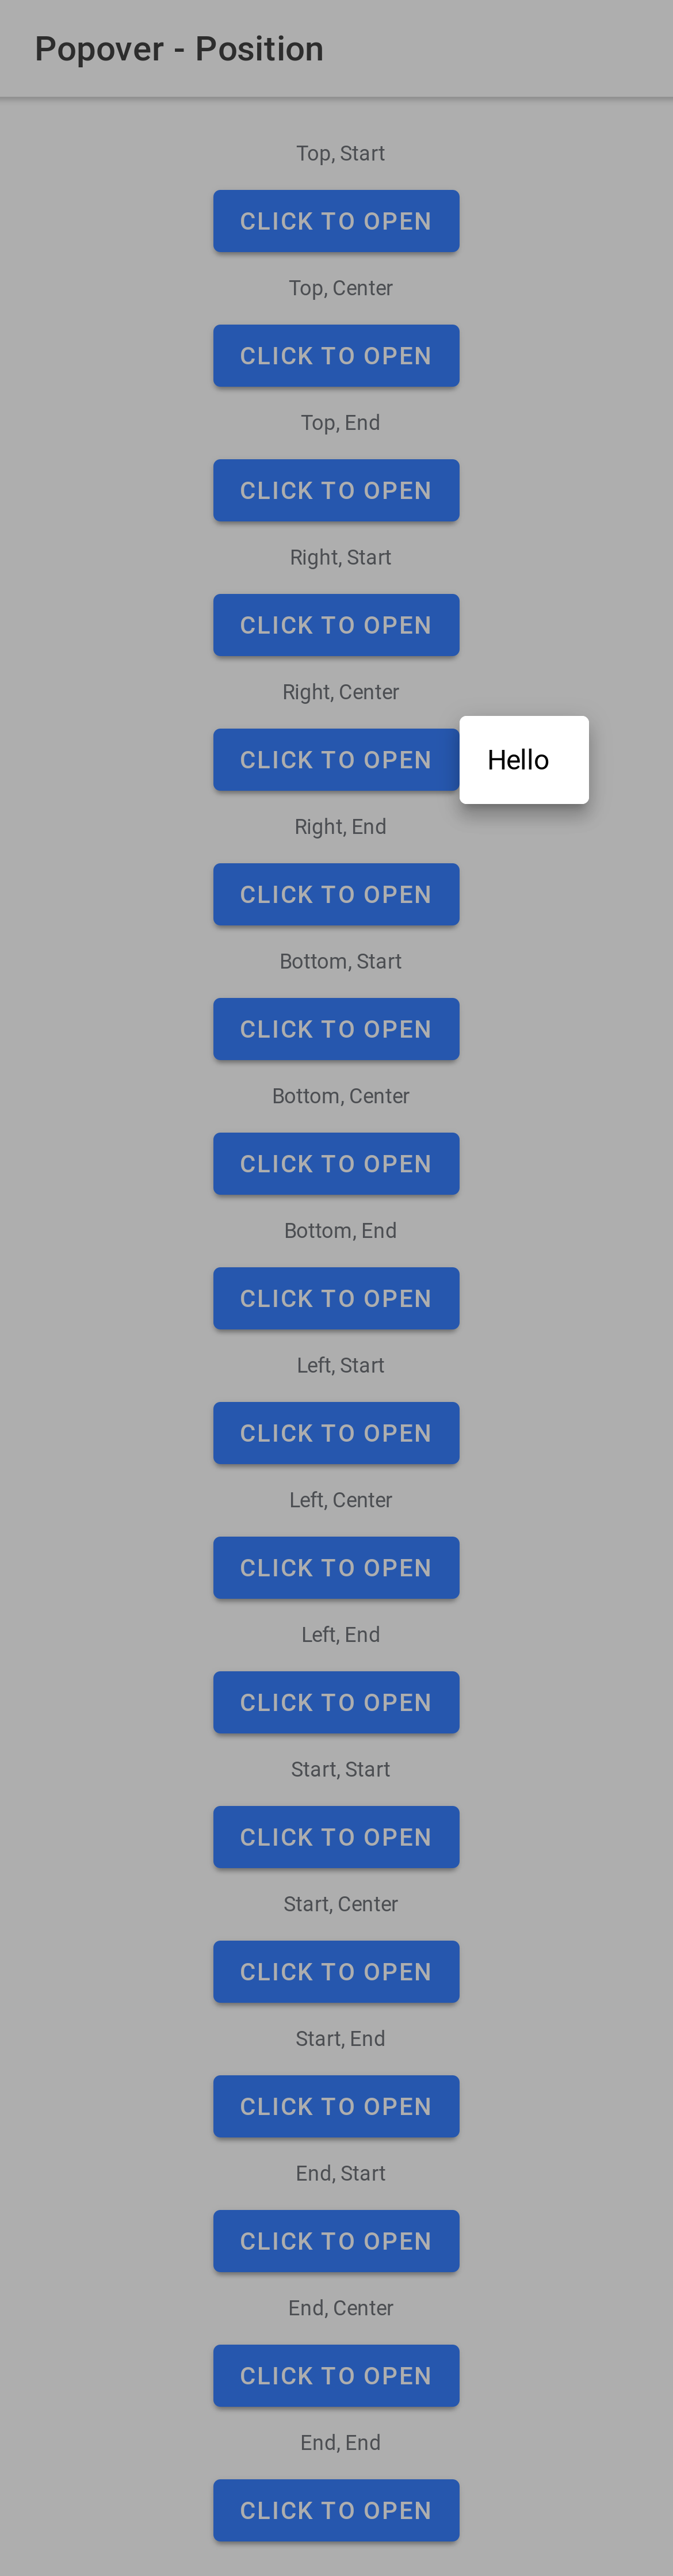 Popover - Position
Top, Start
CLICK TO OPEN
Top, Center
CLICK TO OPEN
Top, End
CLICK TO OPEN
Right, Start
CLICK TO OPEN
Right, Center
CLICK TO OPEN
Hello
Right, End
CLICK TO OPEN
Bottom, Start
CLICK TO OPEN
Bottom, Center
CLICK TO OPEN
Bottom, End
CLICK TO OPEN
Left, Start
CLICK TO OPEN
Left, Center
CLICK TO OPEN
Left, End
CLICK TO OPEN
Start, Start
CLICK TO OPEN
Start, Center
CLICK TO OPEN
Start, End
CLICK TO OPEN
End, Start
CLICK TO OPEN
End, Center
CLICK TO OPEN
End, End
CLICK TO OPEN